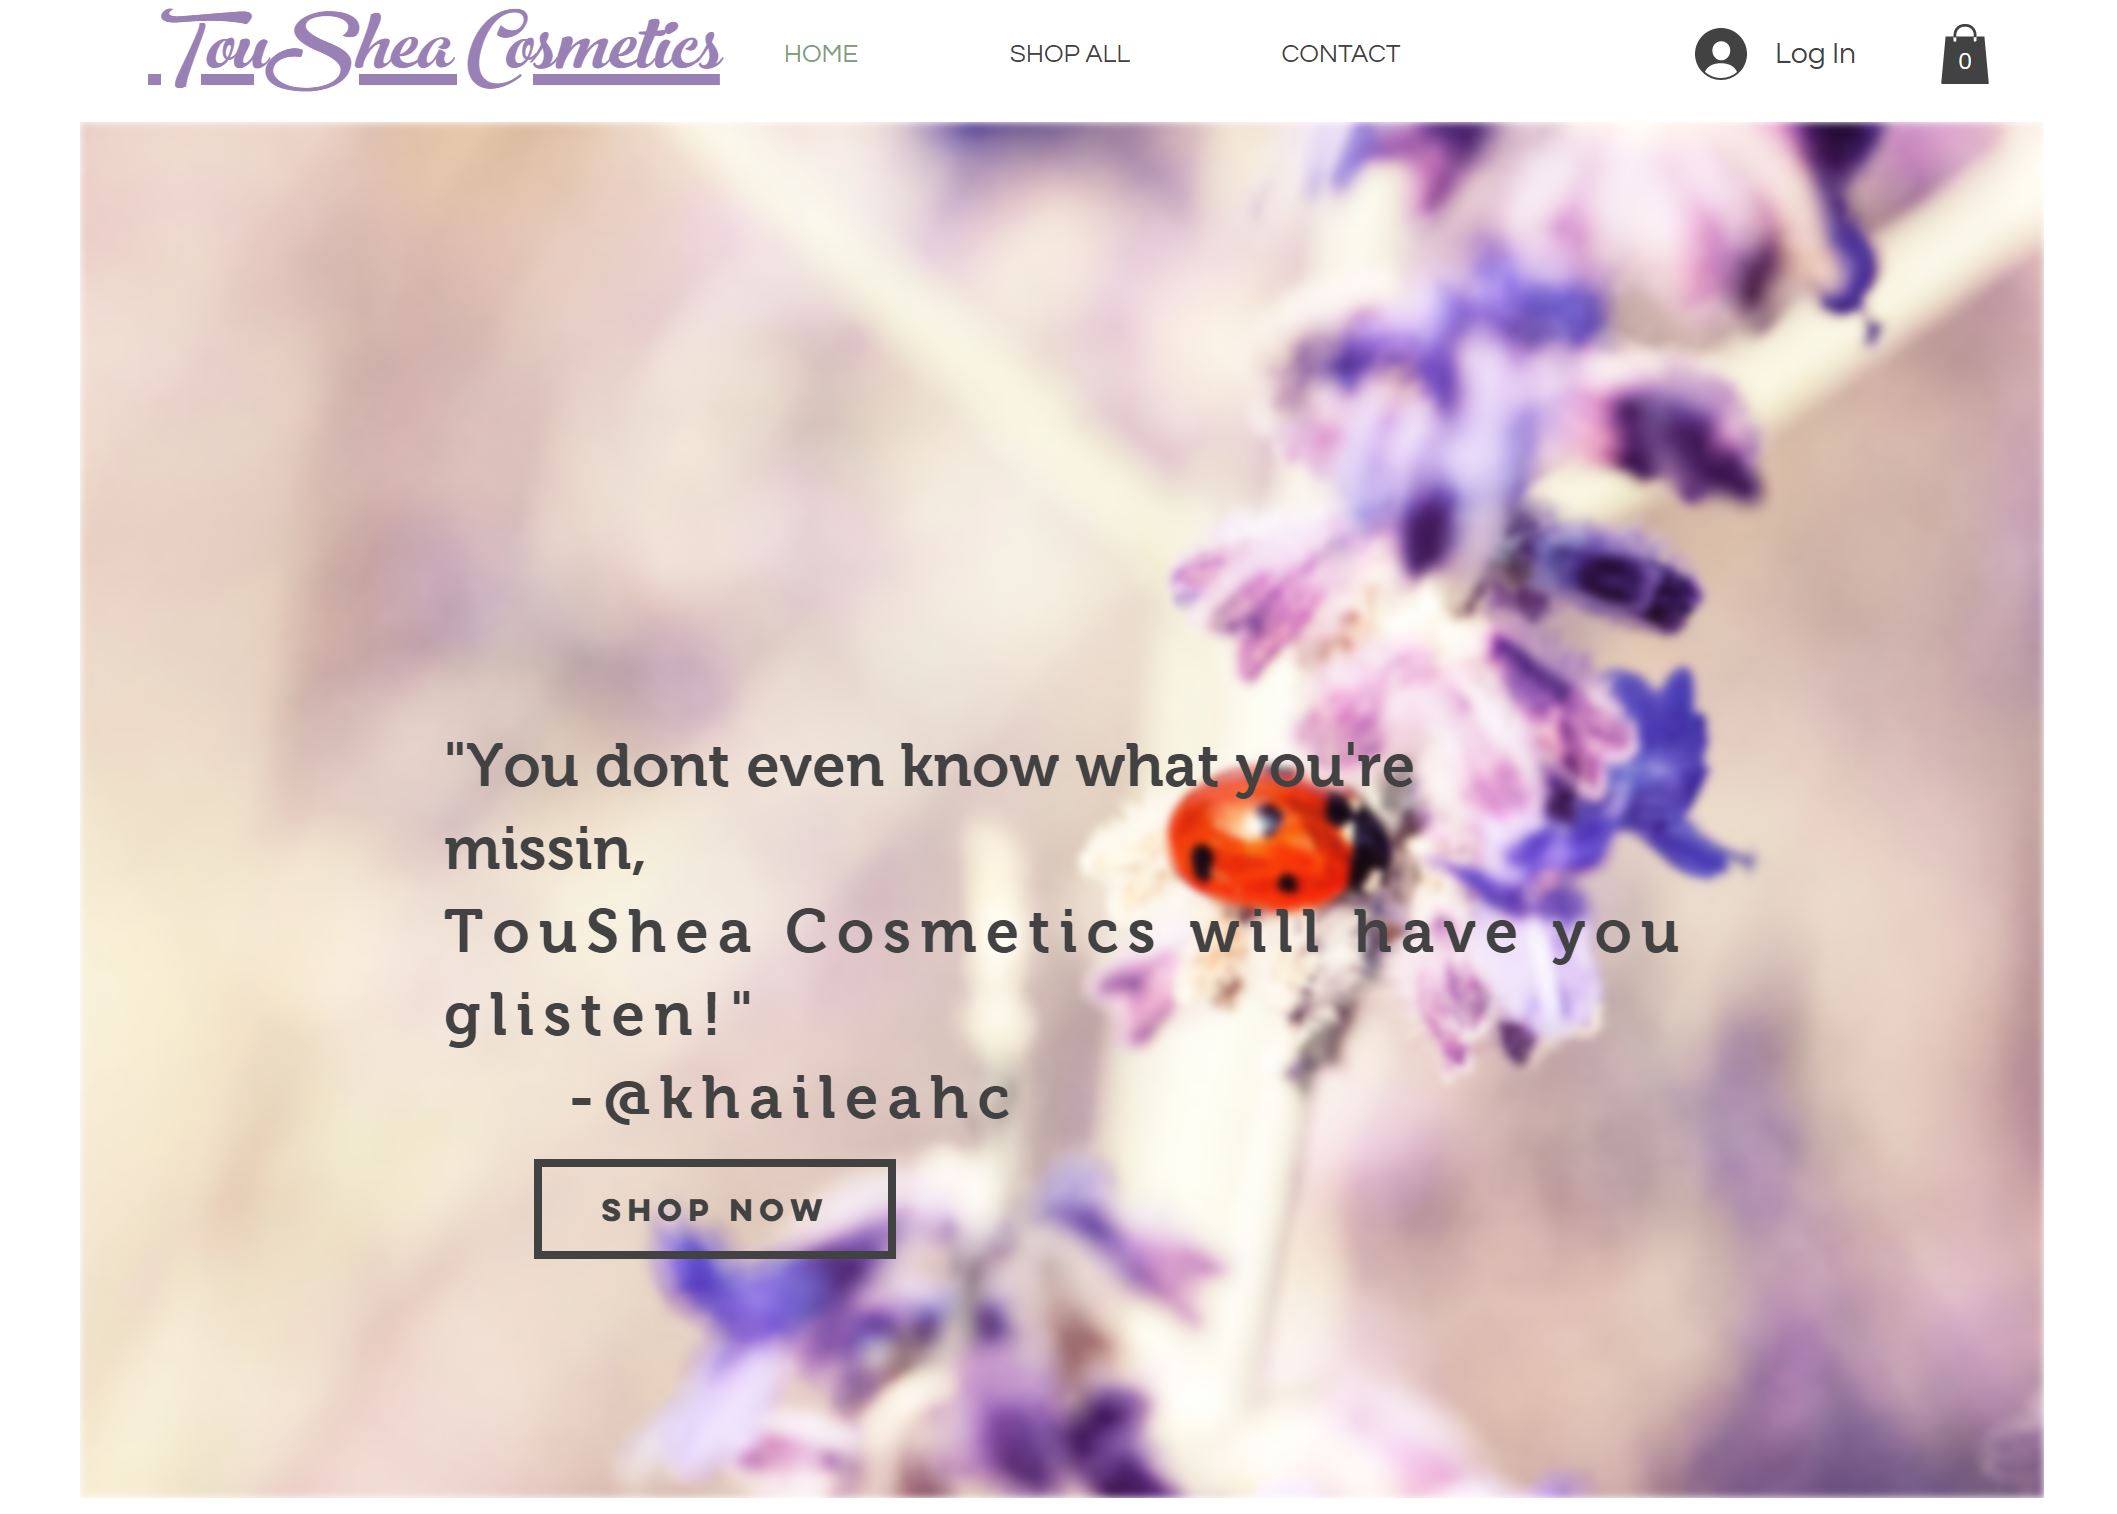 TouShea Cosmetics
HOME
SHOP ALL
CONTACT
Log In
0
"You dont even know what you're
missin,
TouShea Cosmetics will have you
glisten!"
-@khaileahc
SHOP NOW